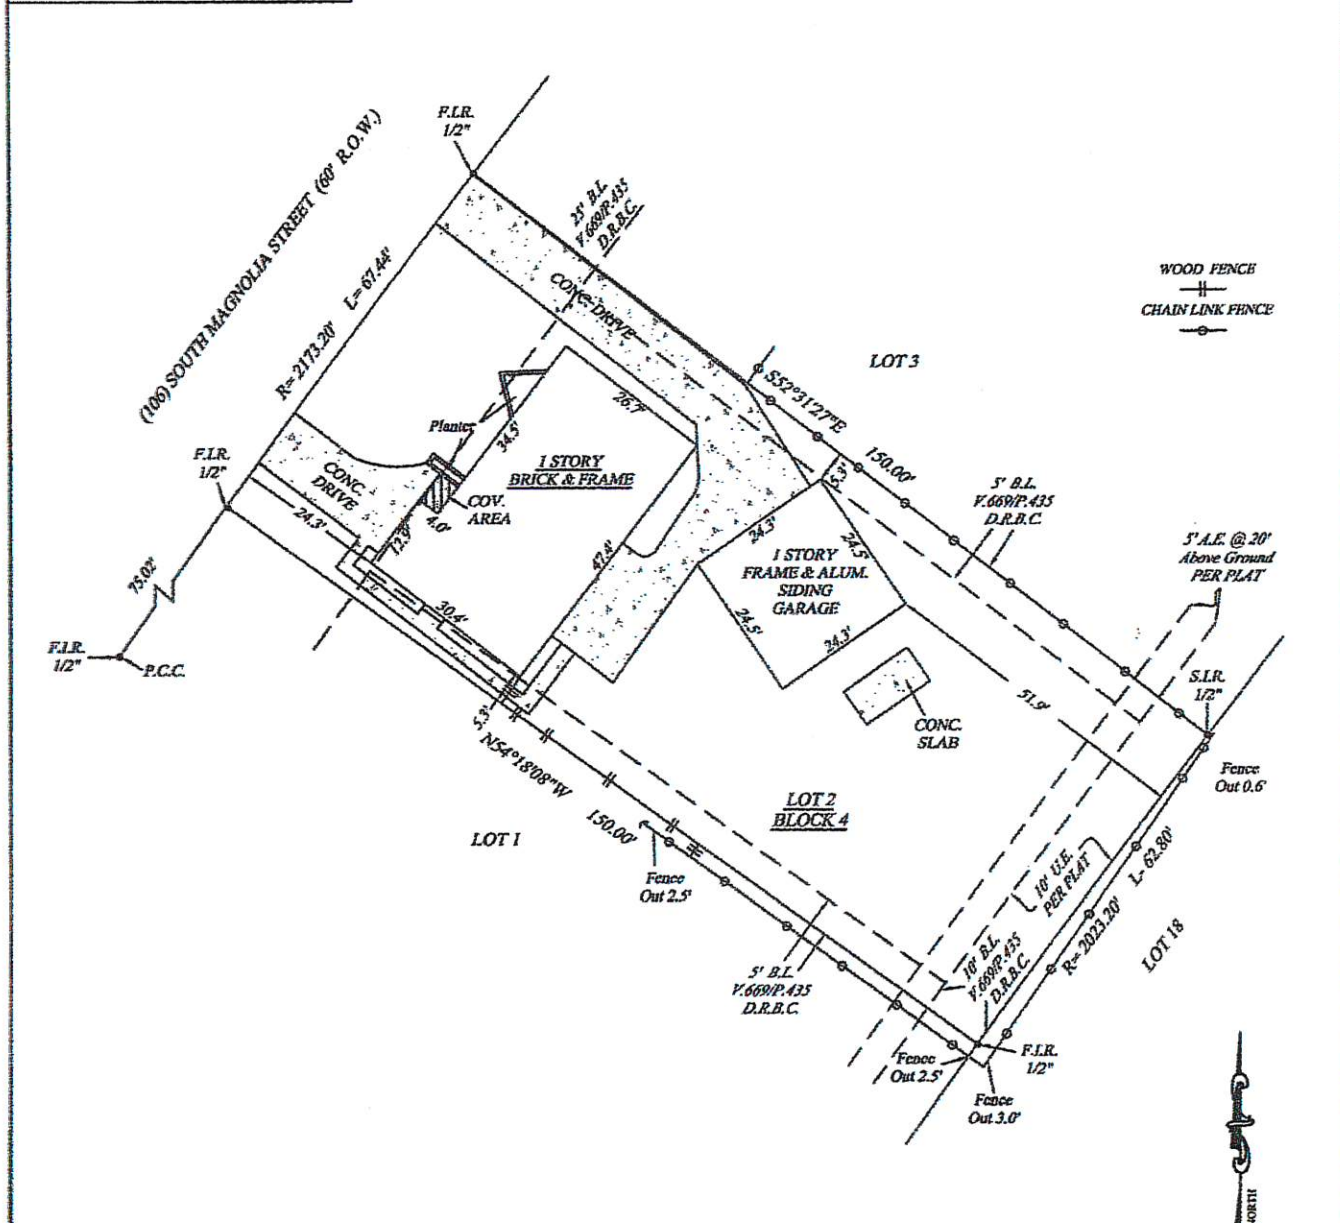 F.I.R.
1/2"
(106) SOUTH MAGNOLIA STREET (60' R.O.W.)
R= 2173.20' L= 67.44'
25' B.L.
V.669/P.435
D.R.B.C.
CONC. DRIVE
WOOD FENCE
CHAIN LINK FENCE
LOT 3
S52°31'27"E
150.00'
Planter
34.5'
26.7'
1 STORY
BRICK & FRAME
F.I.R.
1/2"
CONC.
DRIVE
COV.
AREA
4.0'
12.9'
24.3'
5.3'
5' B.L.
V.669/P.435
D.R.B.C.
24.3'
24.5'
1 STORY
FRAME & ALUM.
SIDING
GARAGE
24.5'
24.3'
47.4'
30.4'
5' A.E. @ 20'
Above Ground
PER PLAT
75.02'
F.I.R.
1/2"
P.C.C.
S.I.R.
1/2"
51.9'
CONC.
SLAB
5.3'
N54°18'08"W
150.00'
Fence
Out 0.6'
LOT 2
BLOCK 4
LOT 1
Fence
Out 2.5'
10' U.E.
PER PLAT
L- 62.80'
R= 2023.20'
LOT 18
10' B.L.
V.669/P.435
D.R.B.C.
5' B.L.
V.669/P.435
D.R.B.C.
Fence
Out 2.5'
F.I.R.
1/2"
Fence
Out 3.0'
NORTH